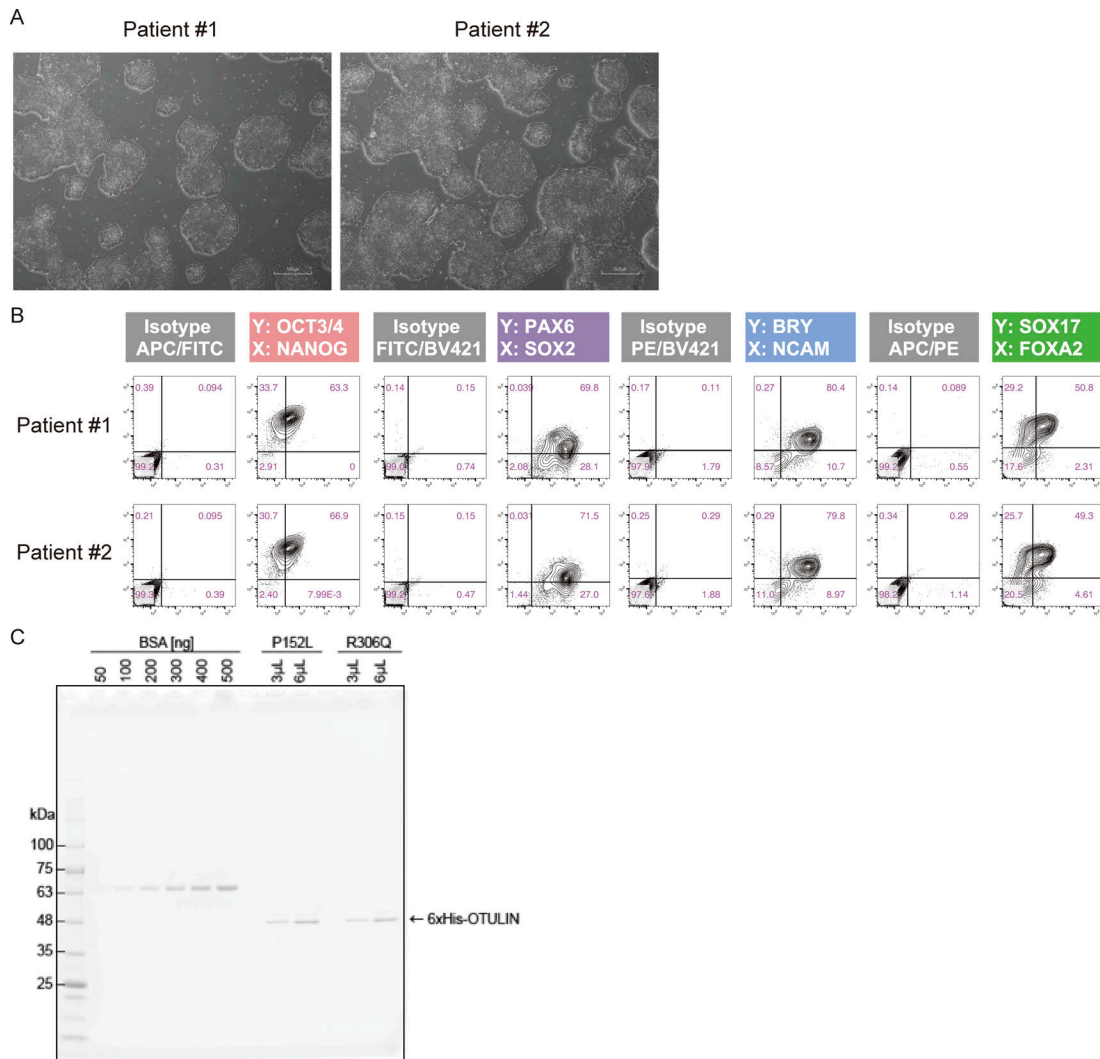 A
Patient #1
Patient #2
B
Isotype
APC/FITC
Y: OCT3/4
X: NANOG
Isotype
FITC/BV421
Y: PAX6
X: SOX2
Isotype
PE/BV421
Y: BRY
X: NCAM
Isotype
APC/PE
Y: SOX17
X: FOXA2
Patient #1
0.39 0.094 33.7 63.3 0.14 0.15 0.039 69.8 0.17 0.11 0.27 80.4 0.14 0.089 29.2 50.8
99.2 0.31 2.91 0 99.0 0.74 2.08 28.1 97.9 1.79 8.57 10.7 99.2 0.55 17.6 2.31
Patient #2
0.21 0.095 30.7 66.9 0.15 0.15 0.031 71.5 0.25 0.29 0.29 79.8 0.34 0.29 25.7 49.3
99.3 0.39 2.40 7.99E-3 99.2 0.47 1.44 27.0 97.6 1.88 11.0 8.97 98.2 1.14 20.5 4.61
C
BSA [ng] P152L R306Q
50 100 200 300 400 500 3µL 6µL 3µL 6µL
kDa
100
75
63
48
← 6xHis-OTULIN
35
25